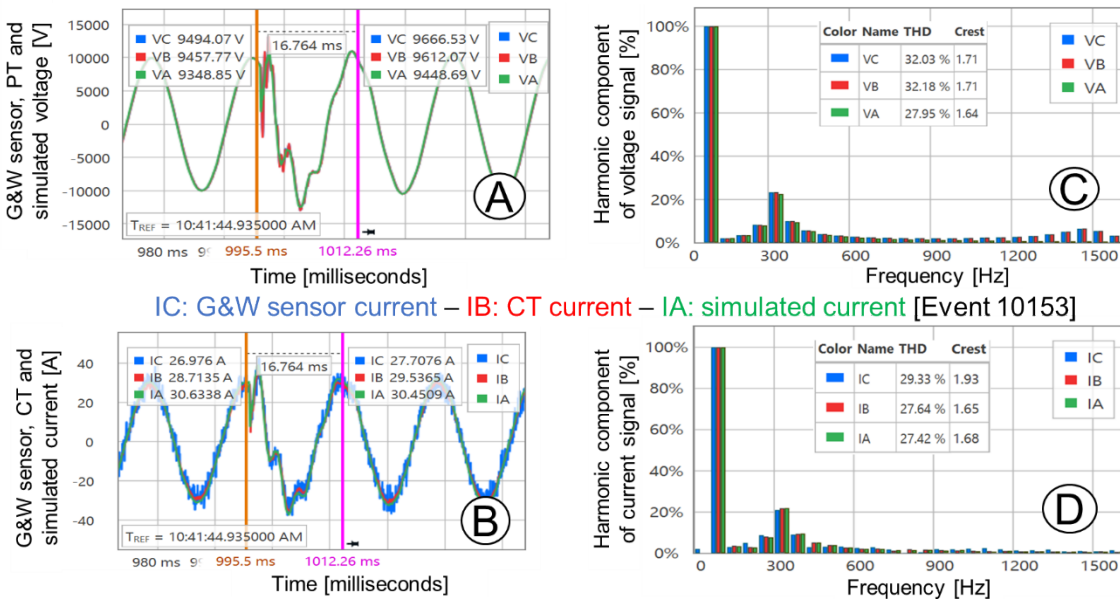 G&W sensor, PT and
simulated voltage [V]
15000
10000
5000
0
-5000
-10000
-15000
VC 9494.07 V
VB 9457.77 V
VA 9348.85 V
16.764 ms
VC 9666.53 V
VB 9612.07 V
VA 9448.69 V
VC
VB
VA
A
TREF = 10:41:44.935000 AM
980 ms
995.5 ms
1012.26 ms
Time [milliseconds]
Harmonic component
of voltage signal [%]
100%
80%
60%
40%
20%
0%
Color Name THD Crest
VC 32.03 % 1.71
VB 32.18 % 1.71
VA 27.95 % 1.64
VC
VB
VA
C
0 300 600 900 1200 1500
Frequency [Hz]
IC: G&W sensor current – IB: CT current – IA: simulated current [Event 10153]
G&W sensor, CT and
simulated current [A]
40
20
0
-20
-40
IC 26.976 A
IB 28.7135 A
IA 30.6338 A
16.764 ms
IC 27.7076 A
IB 29.5365 A
IA 30.4509 A
IC
IB
IA
B
TREF = 10:41:44.935000 AM
980 ms
995.5 ms
1012.26 ms
Time [milliseconds]
Harmonic component
of current signal [%]
100%
80%
60%
40%
20%
0%
Color Name THD Crest
IC 29.33 % 1.93
IB 27.64 % 1.65
IA 27.42 % 1.68
IC
IB
IA
D
0 300 600 900 1200 1500
Frequency [Hz]